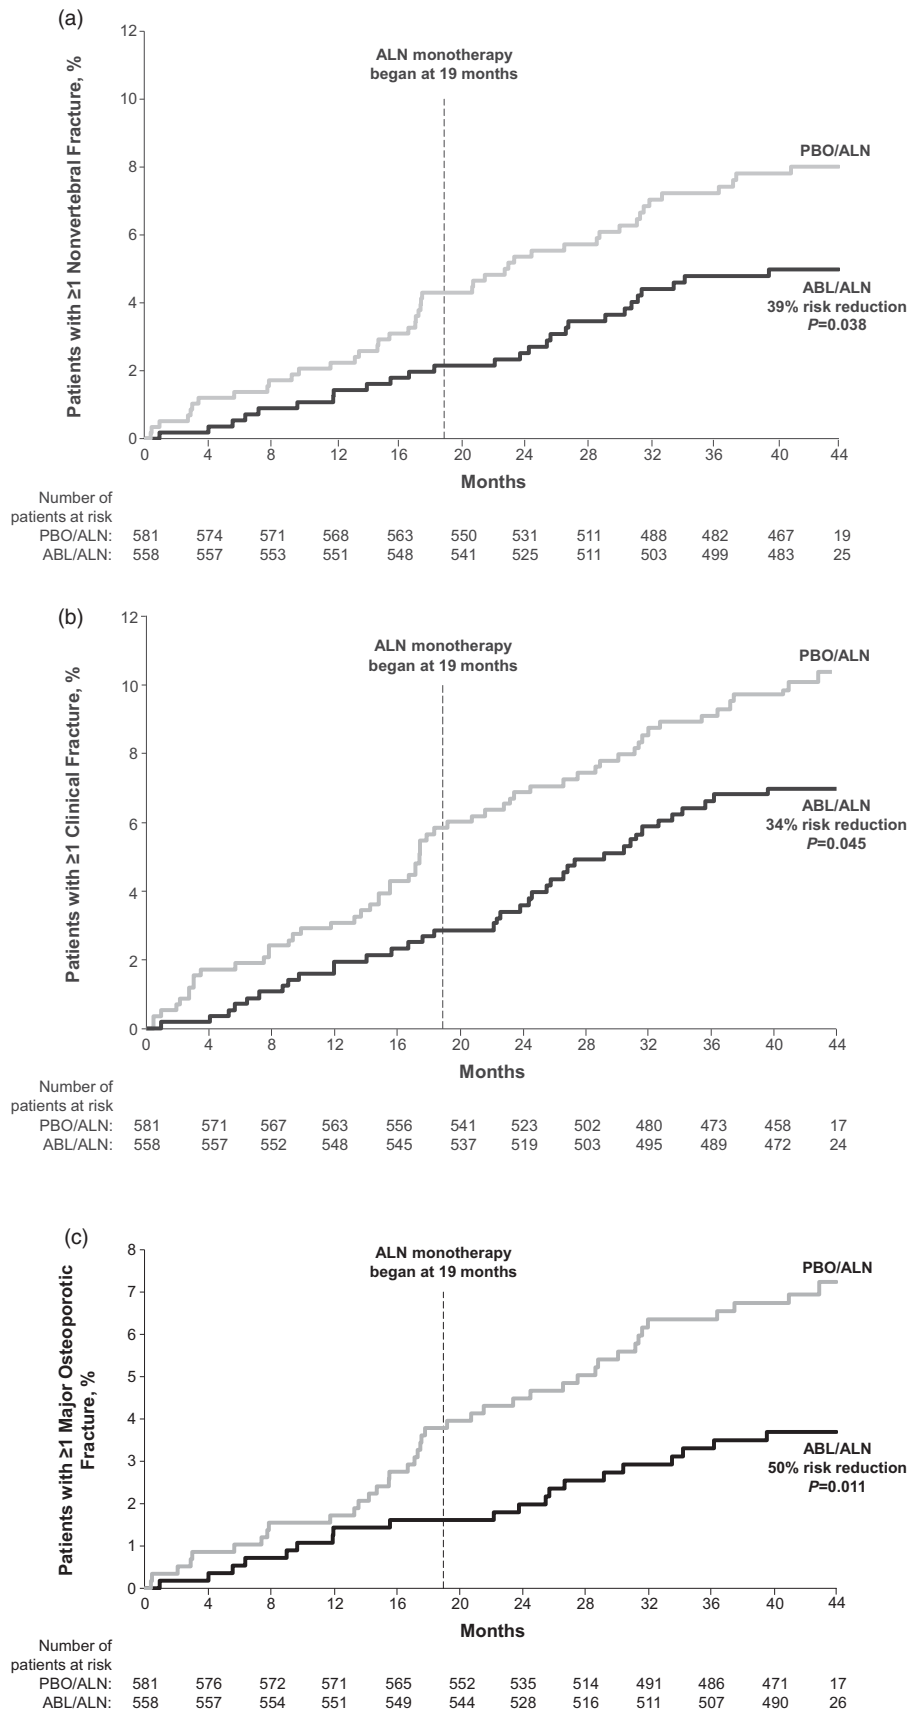 (a)
Patients with ≥1 Nonvertebral Fracture, %
12
10
8
6
4
2
0
ALN monotherapy
began at 19 months
PBO/ALN
ABL/ALN
39% risk reduction
P=0.038
0 4 8 12 16 20 24 28 32 36 40 44
Months
Number of
patients at risk
PBO/ALN: 581 574 571 568 563 550 531 511 488 482 467 19
ABL/ALN: 558 557 553 551 548 541 525 511 503 499 483 25
(b)
Patients with ≥1 Clinical Fracture, %
12
10
8
6
4
2
0
ALN monotherapy
began at 19 months
PBO/ALN
ABL/ALN
34% risk reduction
P=0.045
0 4 8 12 16 20 24 28 32 36 40 44
Months
Number of
patients at risk
PBO/ALN: 581 571 567 563 556 541 523 502 480 473 458 17
ABL/ALN: 558 557 552 548 545 537 519 503 495 489 472 24
(c)
Patients with ≥1 Major Osteoporotic
Fracture, %
8
7
6
5
4
3
2
1
0
ALN monotherapy
began at 19 months
PBO/ALN
ABL/ALN
50% risk reduction
P=0.011
0 4 8 12 16 20 24 28 32 36 40 44
Months
Number of
patients at risk
PBO/ALN: 581 576 572 571 565 552 535 514 491 486 471 17
ABL/ALN: 558 557 554 551 549 544 528 516 511 507 490 26